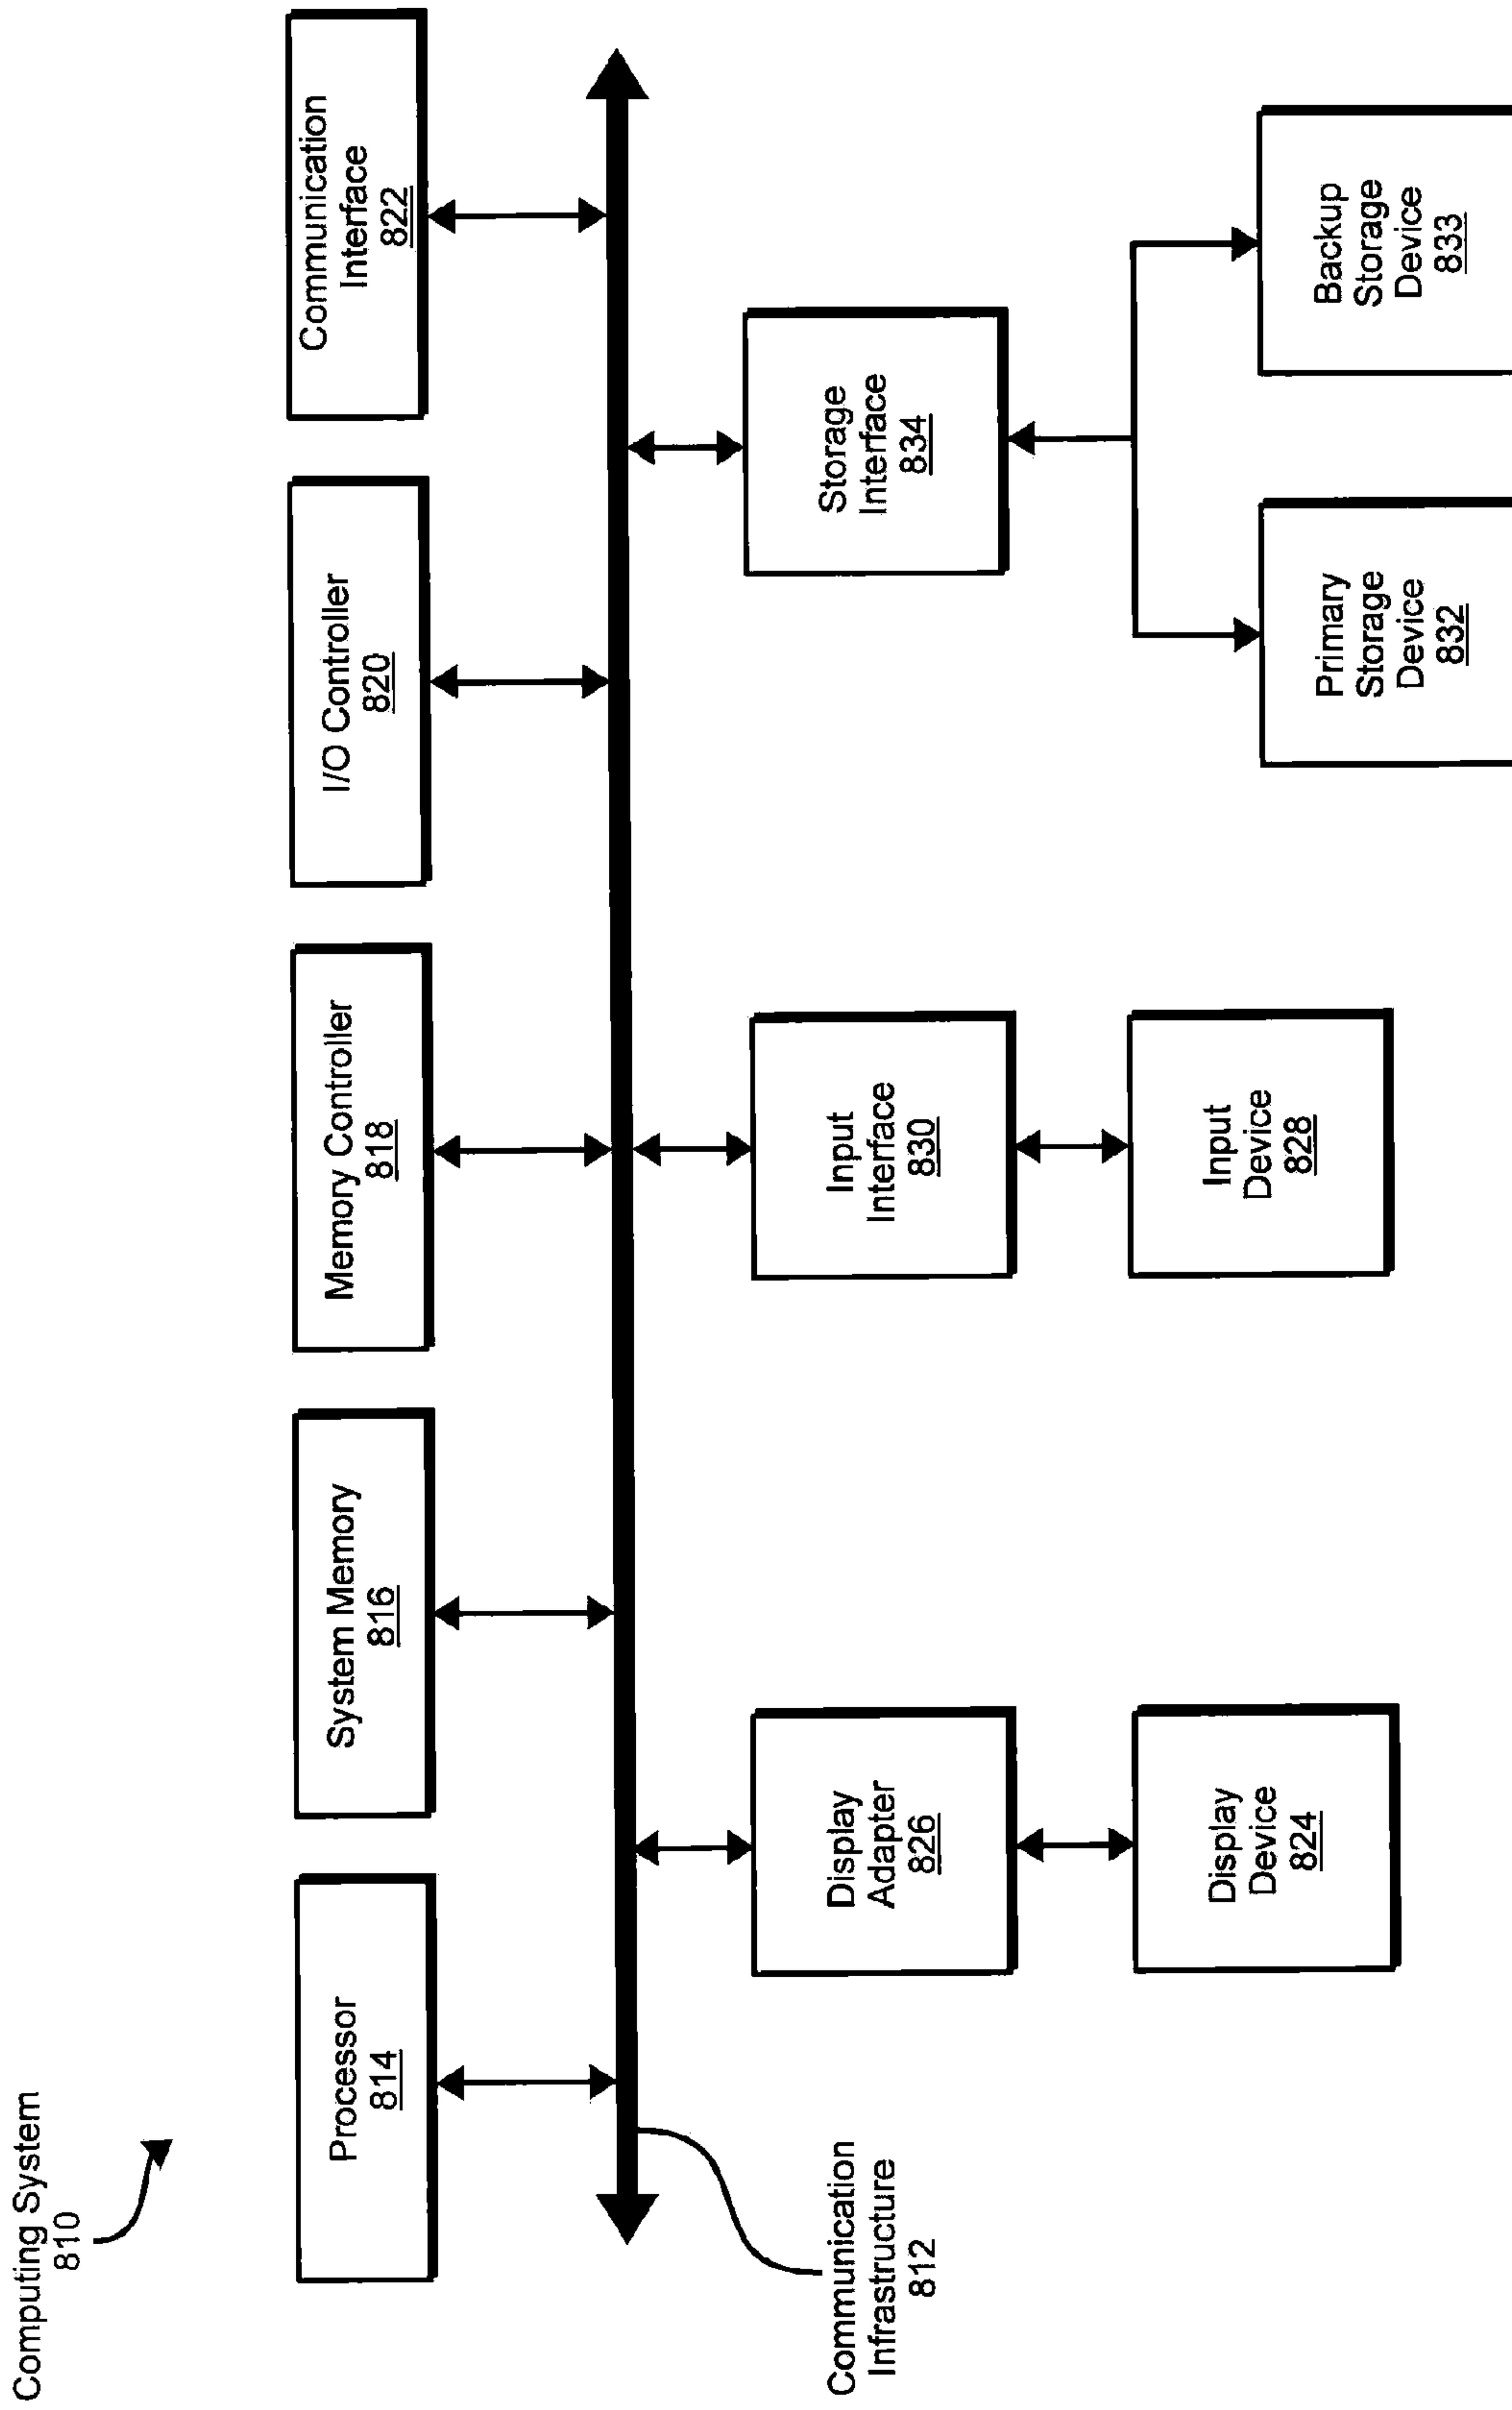 Computing System
810
Processor
814
System Memory
816
Memory Controller
818
I/O Controller
820
Communication
Interface
822
Communication
Infrastructure
812
Display
Adapter
826
Input
Interface
830
Storage
Interface
834
Display
Device
824
Input
Device
828
Primary
Storage
Device
832
Backup
Storage
Device
833